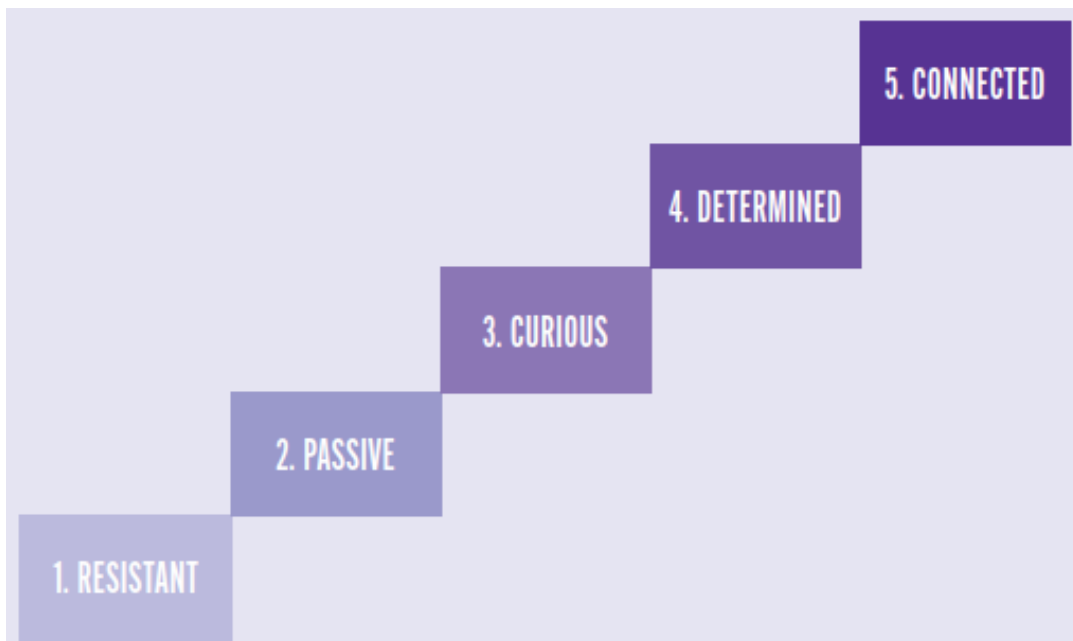 5. CONNECTED
4. DETERMINED
3. CURIOUS
2. PASSIVE
1. RESISTANT